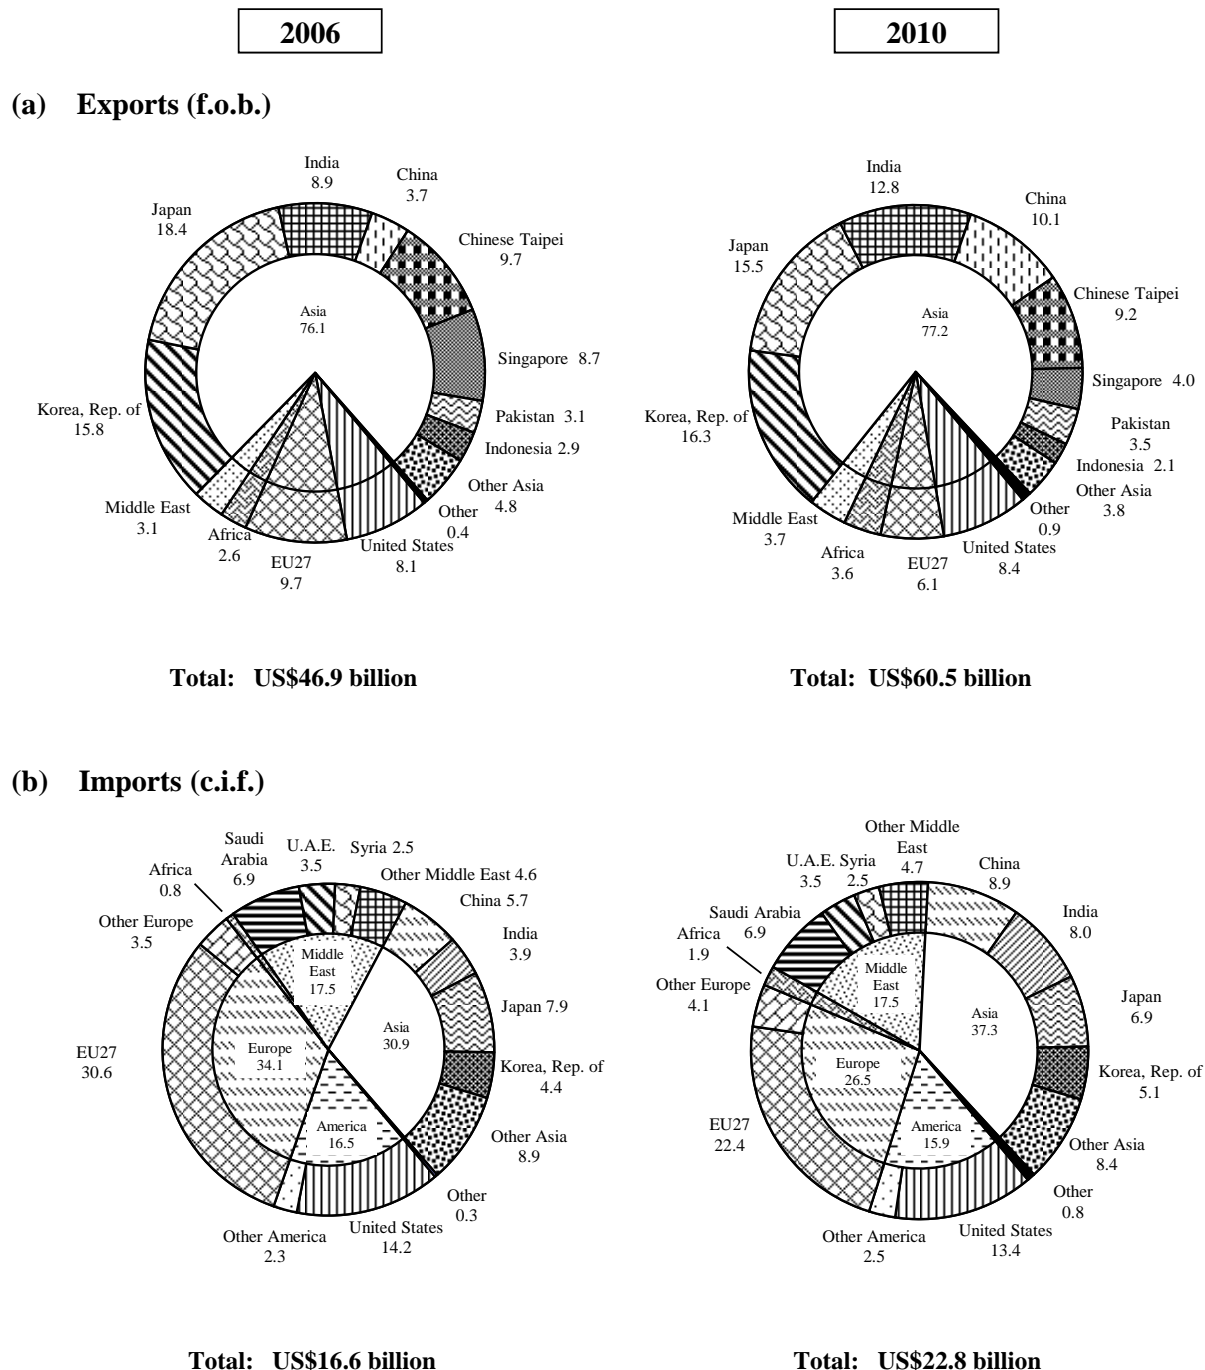 2006
2010
(a) Exports (f.o.b.)
India
8.9
China
3.7
Japan
18.4
Chinese Taipei
9.7
Asia
76.1
Singapore 8.7
Korea, Rep. of
15.8
Pakistan 3.1
Indonesia 2.9
Other Asia
4.8
Middle East
3.1
Other
0.4
Africa
2.6
United States
8.1
EU27
9.7
Total: US$46.9 billion
India
12.8
China
10.1
Japan
15.5
Chinese Taipei
9.2
Asia
77.2
Singapore 4.0
Korea, Rep. of
16.3
Pakistan
3.5
Indonesia 2.1
Other Asia
3.8
Middle East
3.7
Other
0.9
Africa
3.6
United States
8.4
EU27
6.1
Total: US$60.5 billion
(b) Imports (c.i.f.)
Saudi
Arabia
6.9
U.A.E.
3.5
Syria 2.5
Africa
0.8
Other Middle East 4.6
China 5.7
Other Europe
3.5
India
3.9
Middle
East
17.5
Japan 7.9
Asia
30.9
EU27
30.6
Europe
34.1
Korea, Rep. of
4.4
America
16.5
Other Asia
8.9
Other
0.3
Other America
2.3
United States
14.2
Total: US$16.6 billion
Other Middle
East
4.7
U.A.E.
3.5
Syria
2.5
China
8.9
Saudi Arabia
6.9
India
8.0
Africa
1.9
Middle
East
17.5
Other Europe
4.1
Japan
6.9
Asia
37.3
Europe
26.5
Korea, Rep. of
5.1
EU27
22.4
America
15.9
Other Asia
8.4
Other
0.8
Other America
2.5
United States
13.4
Total: US$22.8 billion